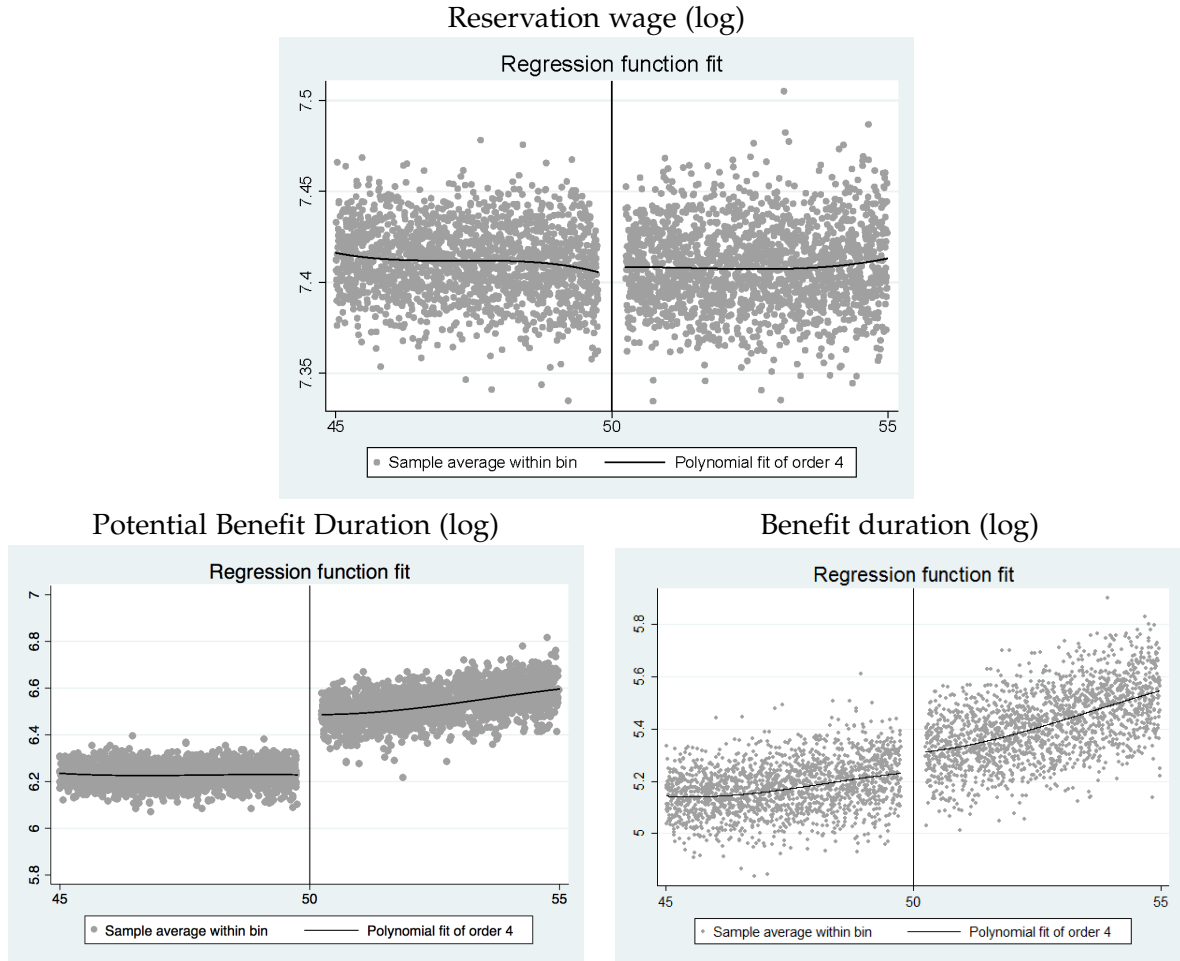 Reservation wage (log)
Regression function fit
7.5
7.45
7.4
7.35
45 50 55
Sample average within bin Polynomial fit of order 4
Potential Benefit Duration (log)
Regression function fit
7
6.8
6.6
6.4
6.2
6
5.8
45 50 55
Sample average within bin Polynomial fit of order 4
Benefit duration (log)
Regression function fit
5.8
5.6
5.4
5.2
5
45 50 55
Sample average within bin Polynomial fit of order 4